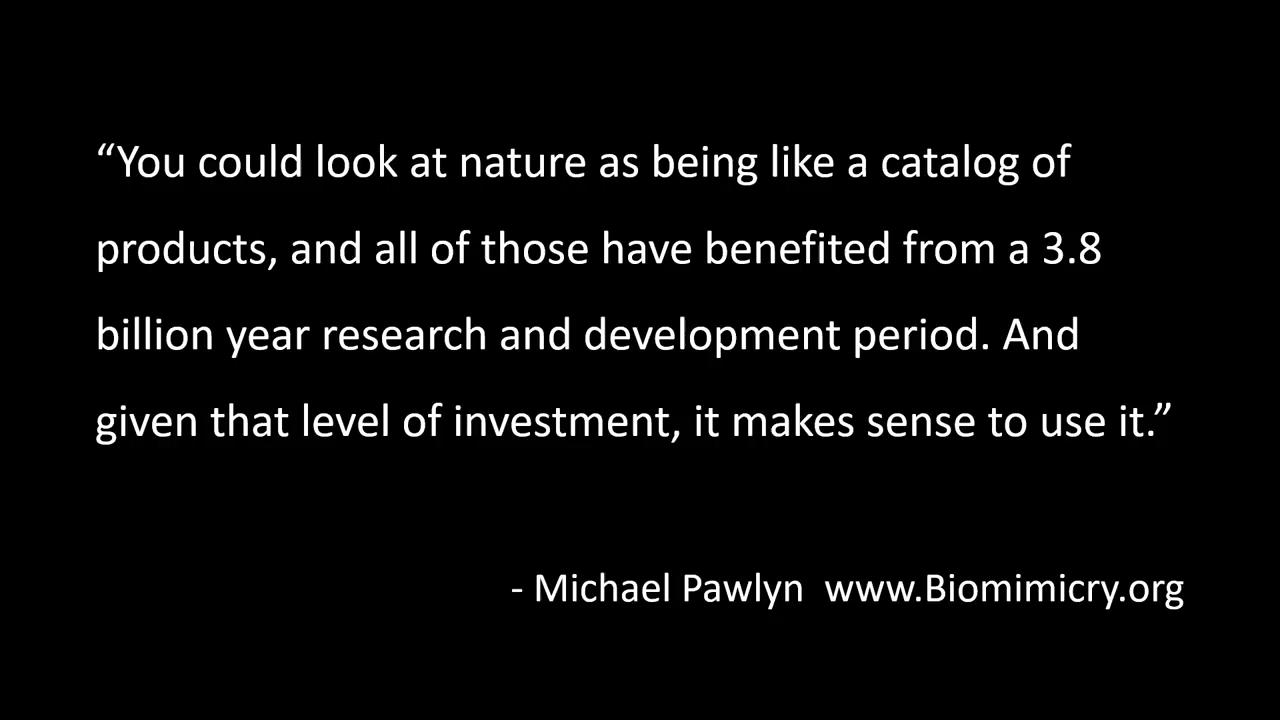 “You could look at nature as being like a catalog of
products, and all of those have benefited from a 3.8
billion year research and development period. And
given that level of investment, it makes sense to use it.”
- Michael Pawlyn  www.Biomimicry.org